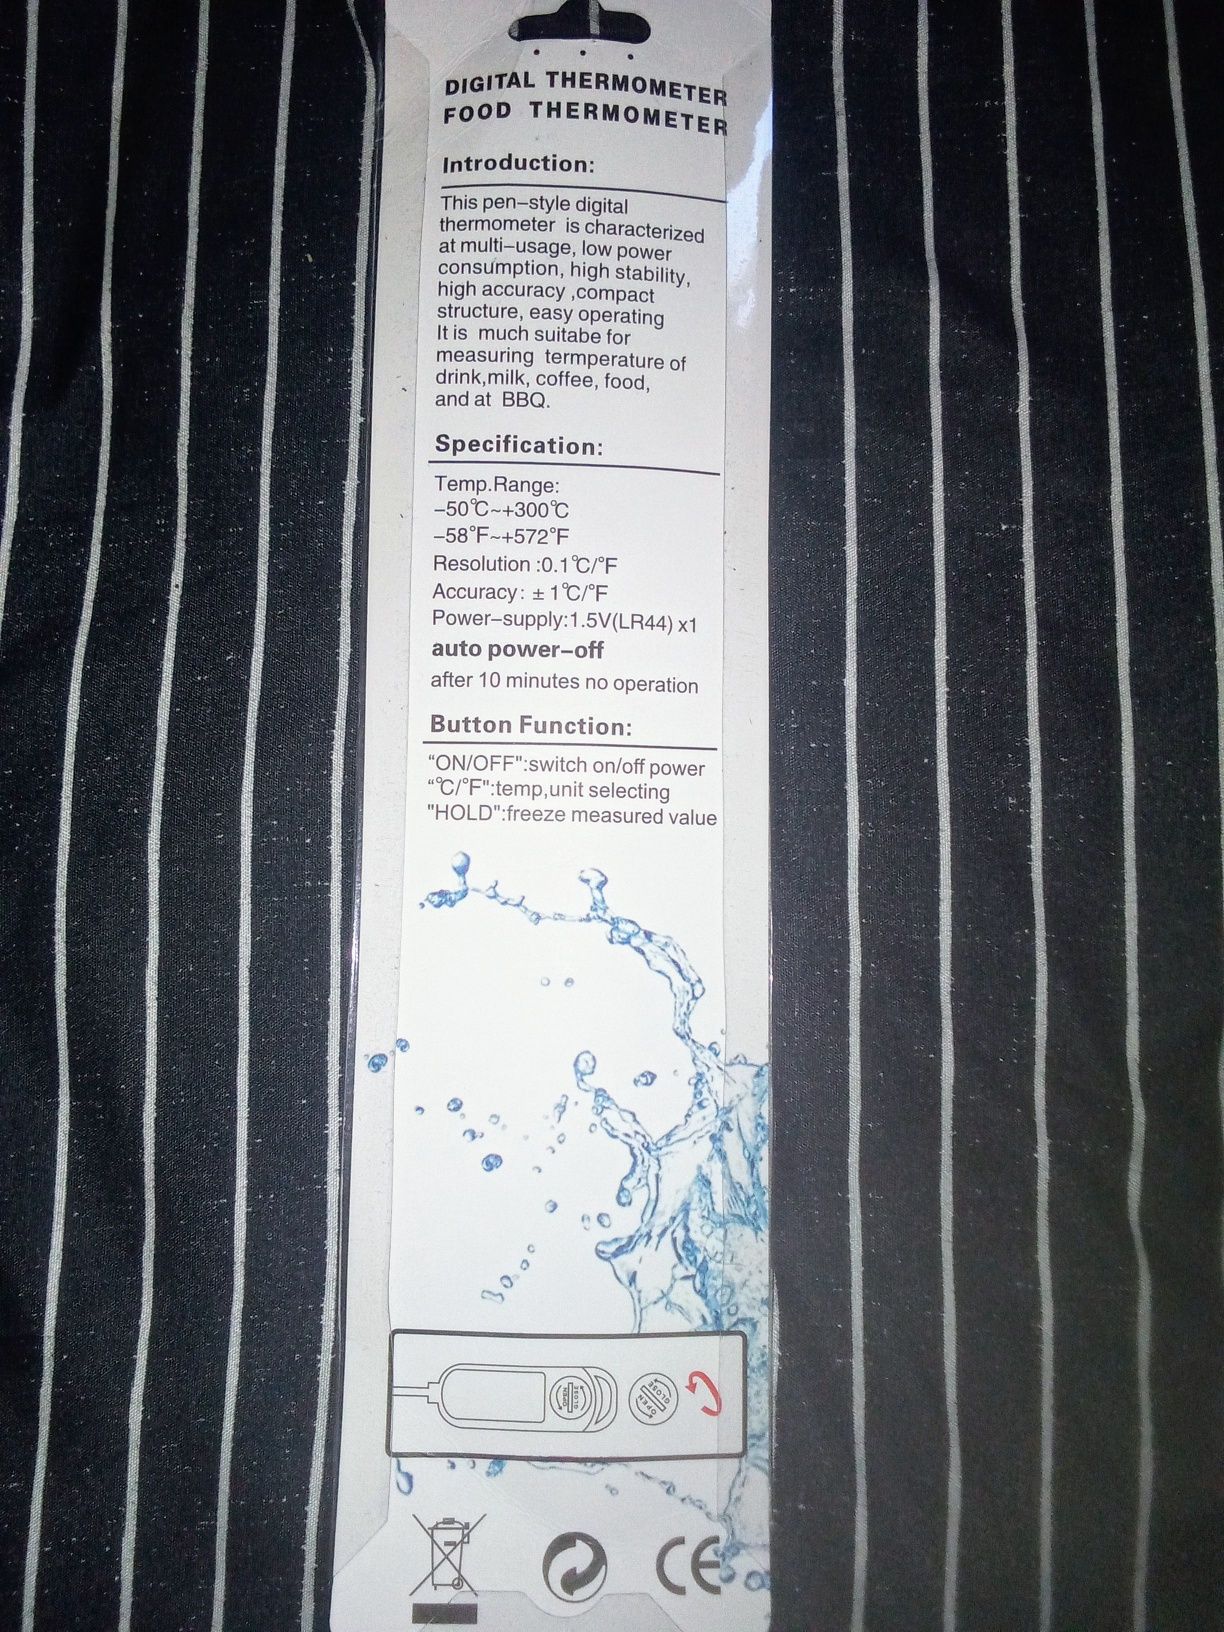 DIGITAL THERMOMETER
FOOD THERMOMETER
Introduction:
This pen-style digital
thermometer is characterized
at multi-usage, low power
consumption, high stability,
high accuracy ,compact
structure, easy operating
It is much suitabe for
measuring termperature of
drink,milk, coffee, food,
and at BBQ.
Specification:
Temp.Range:
-50℃~+300℃
-58°F~+572°F
Resolution :0.1℃/°F
Accuracy: ± 1℃/°F
Power-supply:1.5V(LR44) x1
auto power-off
after 10 minutes no operation
Button Function:
“ON/OFF":switch on/off power
“℃/°F":temp,unit selecting
"HOLD":freeze measured value
OPEN
CLOSE
OPEN
CLOSE
CE